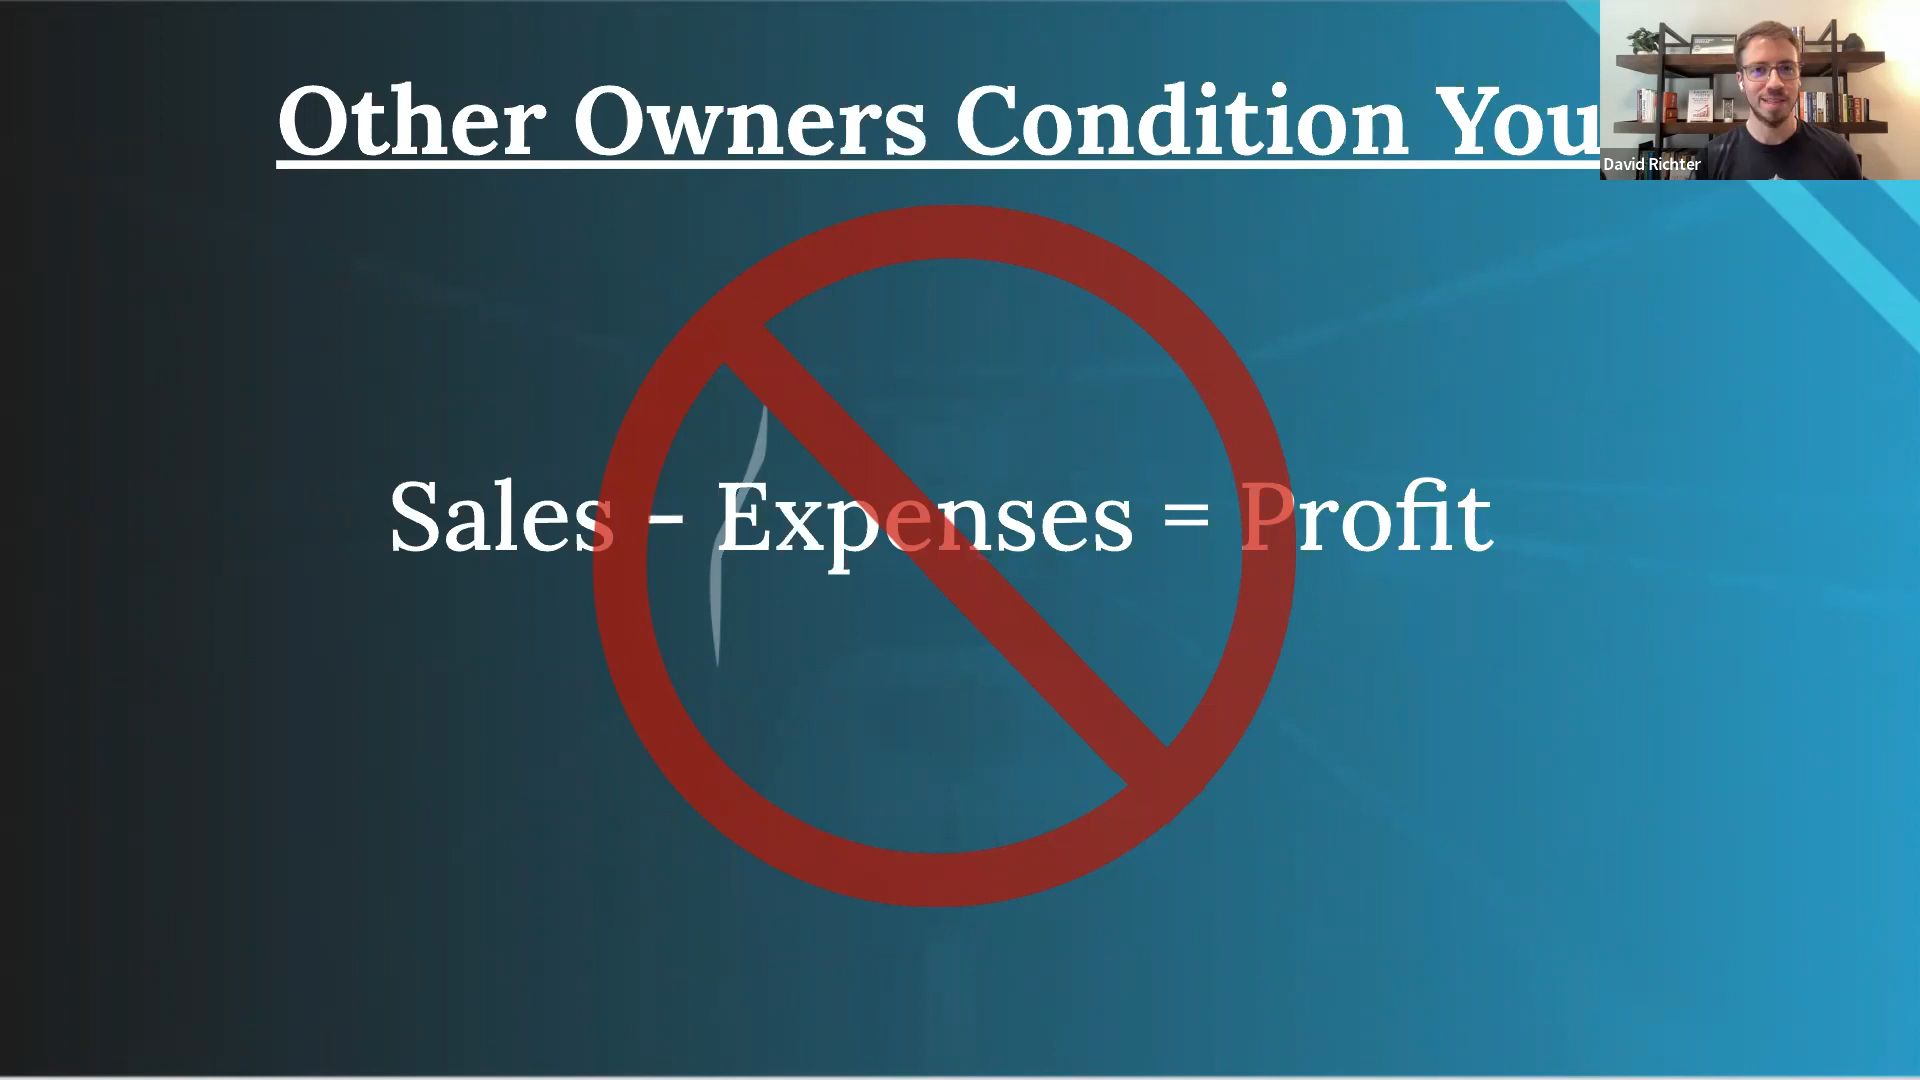 Other Owners Condition You
David Richter
Sales - Expenses = Profit